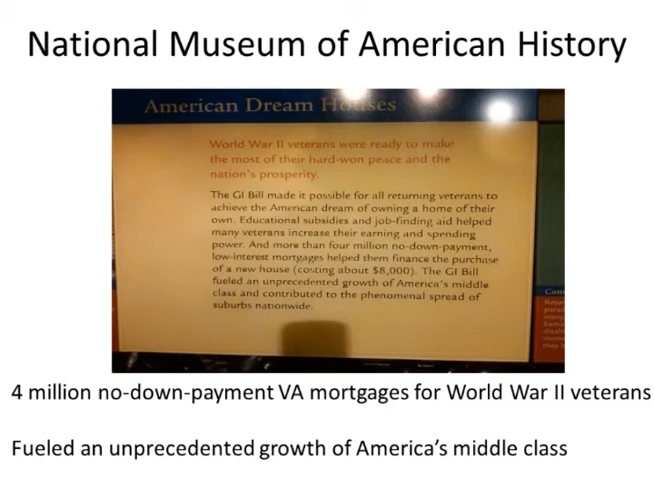 National Museum of American History
American Dream Houses
World War II veterans were ready to make
the most of their hard-won peace and the
nation's prosperity.
The GI Bill made it possible for all returning veterans to
achieve the American dream of owning a home of their
own. Educational subsidies and job-finding aid helped
many veterans increase their earning and spending
power. And more than four million no-down-payment,
low-interest mortgages helped them finance the purchase
of a new house (costing about $8,000). The GI Bill
fueled an unprecedented growth of America's middle
class and contributed to the phenomenal spread of
suburbs nationwide.
4 million no-down-payment VA mortgages for World War II veterans
Fueled an unprecedented growth of America's middle class